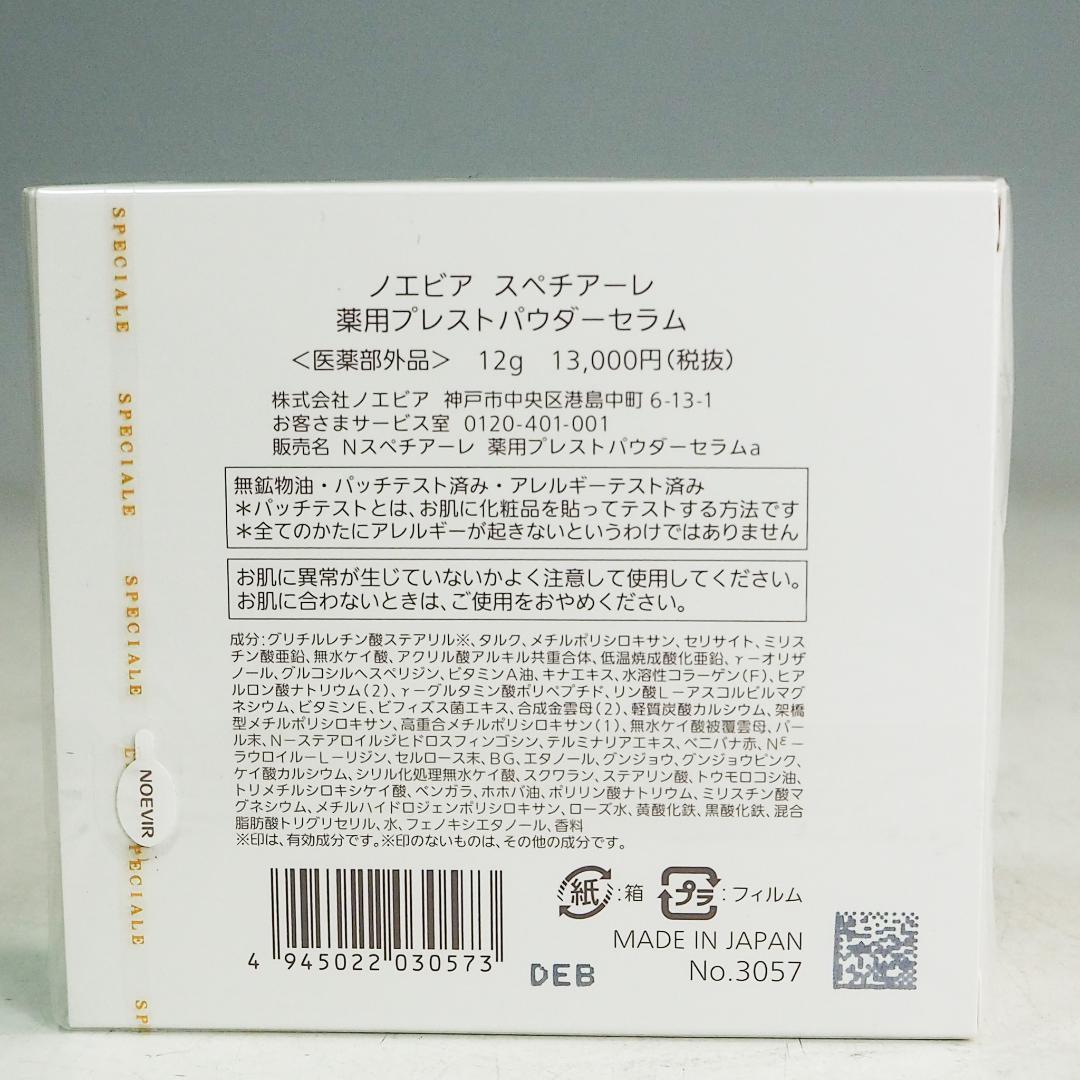 ノエビア スペチアーレ
薬用プレストパウダーセラム
＜医薬部外品＞ 12g 13,000円(税抜)
株式会社ノエビア 神戸市中央区港島中町6-13-1
お客さまサービス室 0120-401-001
販売名 Nスペチアーレ 薬用プレストパウダーセラムa
無鉱物油・パッチテスト済み・アレルギーテスト済み
＊パッチテストとは、お肌に化粧品を貼ってテストする方法です
＊全てのかたにアレルギーが起きないというわけではありません
お肌に異常が生じていないかよく注意して使用してください。
お肌に合わないときは、ご使用をおやめください。
成分:グリチルレチン酸ステアリル※、タルク、メチルポリシロキサン、セリサイト、ミリス
チン酸亜鉛、無水ケイ酸、アクリル酸アルキル共重合体、低温焼成酸化亜鉛、γーオリザ
ノール、グルコシルヘスペリジン、ビタミンA油、キナエキス、水溶性コラーゲン(F)、ヒア
ルロン酸ナトリウム(2)、γーグルタミン酸ポリペプチド、リン酸Lーアスコルビルマグ
ネシウム、ビタミンE、ビフィズス菌エキス、合成金雲母(2)、軽質炭酸カルシウム、架橋
型メチルポリシロキサン、高重合メチルポリシロキサン(1)、無水ケイ酸被覆雲母、パー
ル末、Nーステアロイルジヒドロスフィンゴシン、テルミナリアエキス、ベニバナ赤、Nεー
ラウロイルーLーリジン、セルロース末、BG、エタノール、グンジョウ、グンジョウピンク、
ケイ酸カルシウム、シリル化処理無水ケイ酸、スクワラン、ステアリン酸、トウモロコシ油、
トリメチルシロキシケイ酸、ベンガラ、ホホバ油、ポリリン酸ナトリウム、ミリスチン酸マ
グネシウム、メチルハイドロジェンポリシロキサン、ローズ水、黄酸化鉄、黒酸化鉄、混合
脂肪酸トリグリセリル、水、フェノキシエタノール、香料
※印は、有効成分です。※印のないものは、その他の成分です。
紙:箱 プラ:フィルム
MADE IN JAPAN
No.3057
4 945022 030573
DEB
SPECIALE
SPECIALE
SPECIALE
NOEVIR
PECIALE
SP